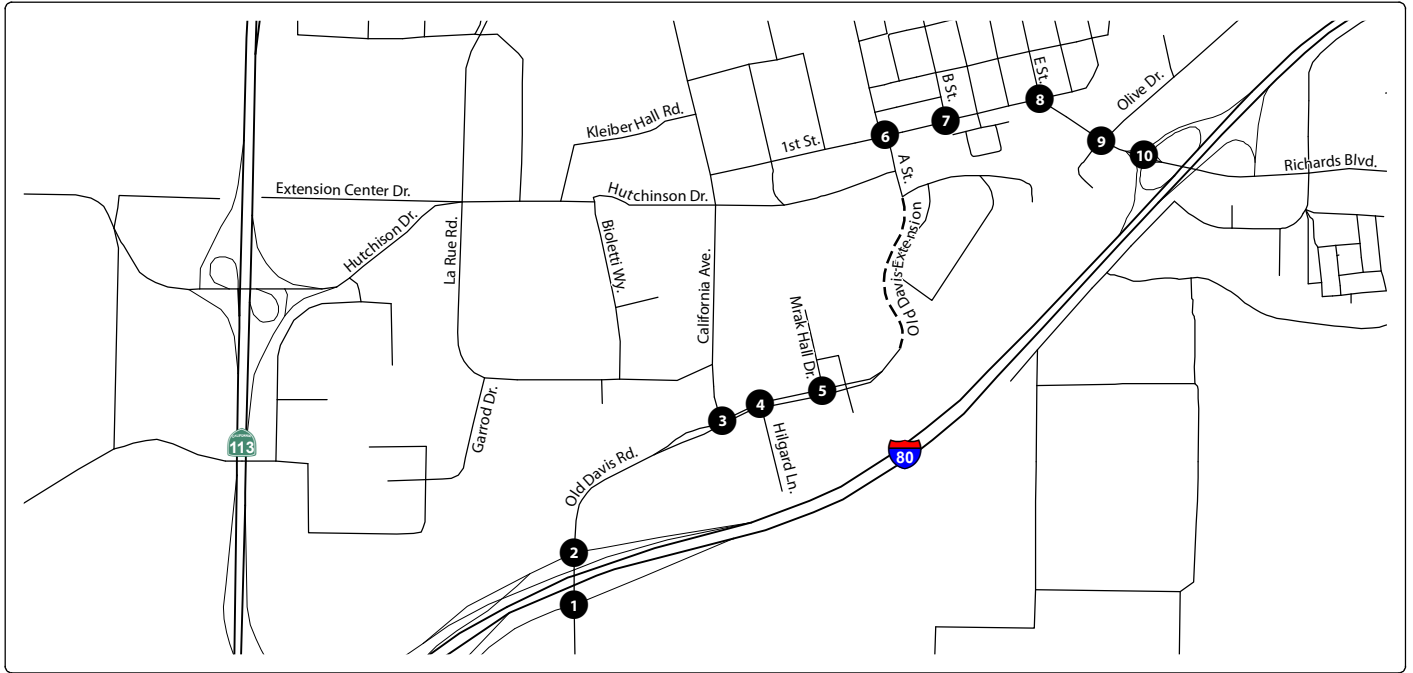 E St.
B St.
Olive Dr.
8
7
Kleiber Hall Rd.
6
9
1st St.
10
A St.
Richards Blvd.
Extension Center Dr.
Hutchinson Dr.
Hutchison Dr.
La Rue Rd.
Bioletti Wy.
California Ave.
Old Davis Extension
Mrak Hall Dr.
5
4
3
Garrod Dr.
Hilgard Ln.
CALIFORNIA
113
80
Old Davis Rd.
2
1